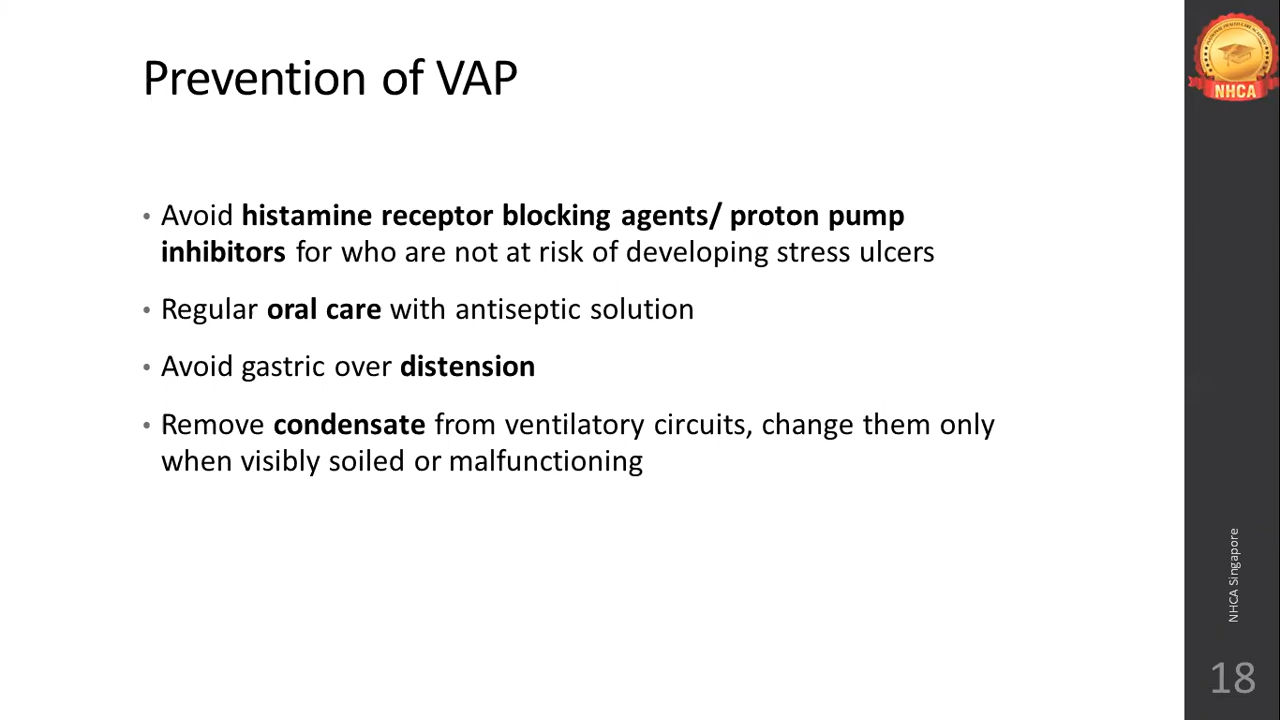 Prevention of VAP
• Avoid histamine receptor blocking agents/ proton pump
inhibitors for who are not at risk of developing stress ulcers
• Regular oral care with antiseptic solution
• Avoid gastric over distension
• Remove condensate from ventilatory circuits, change them only
when visibly soiled or malfunctioning
NHCA
NHCA Singapore
18